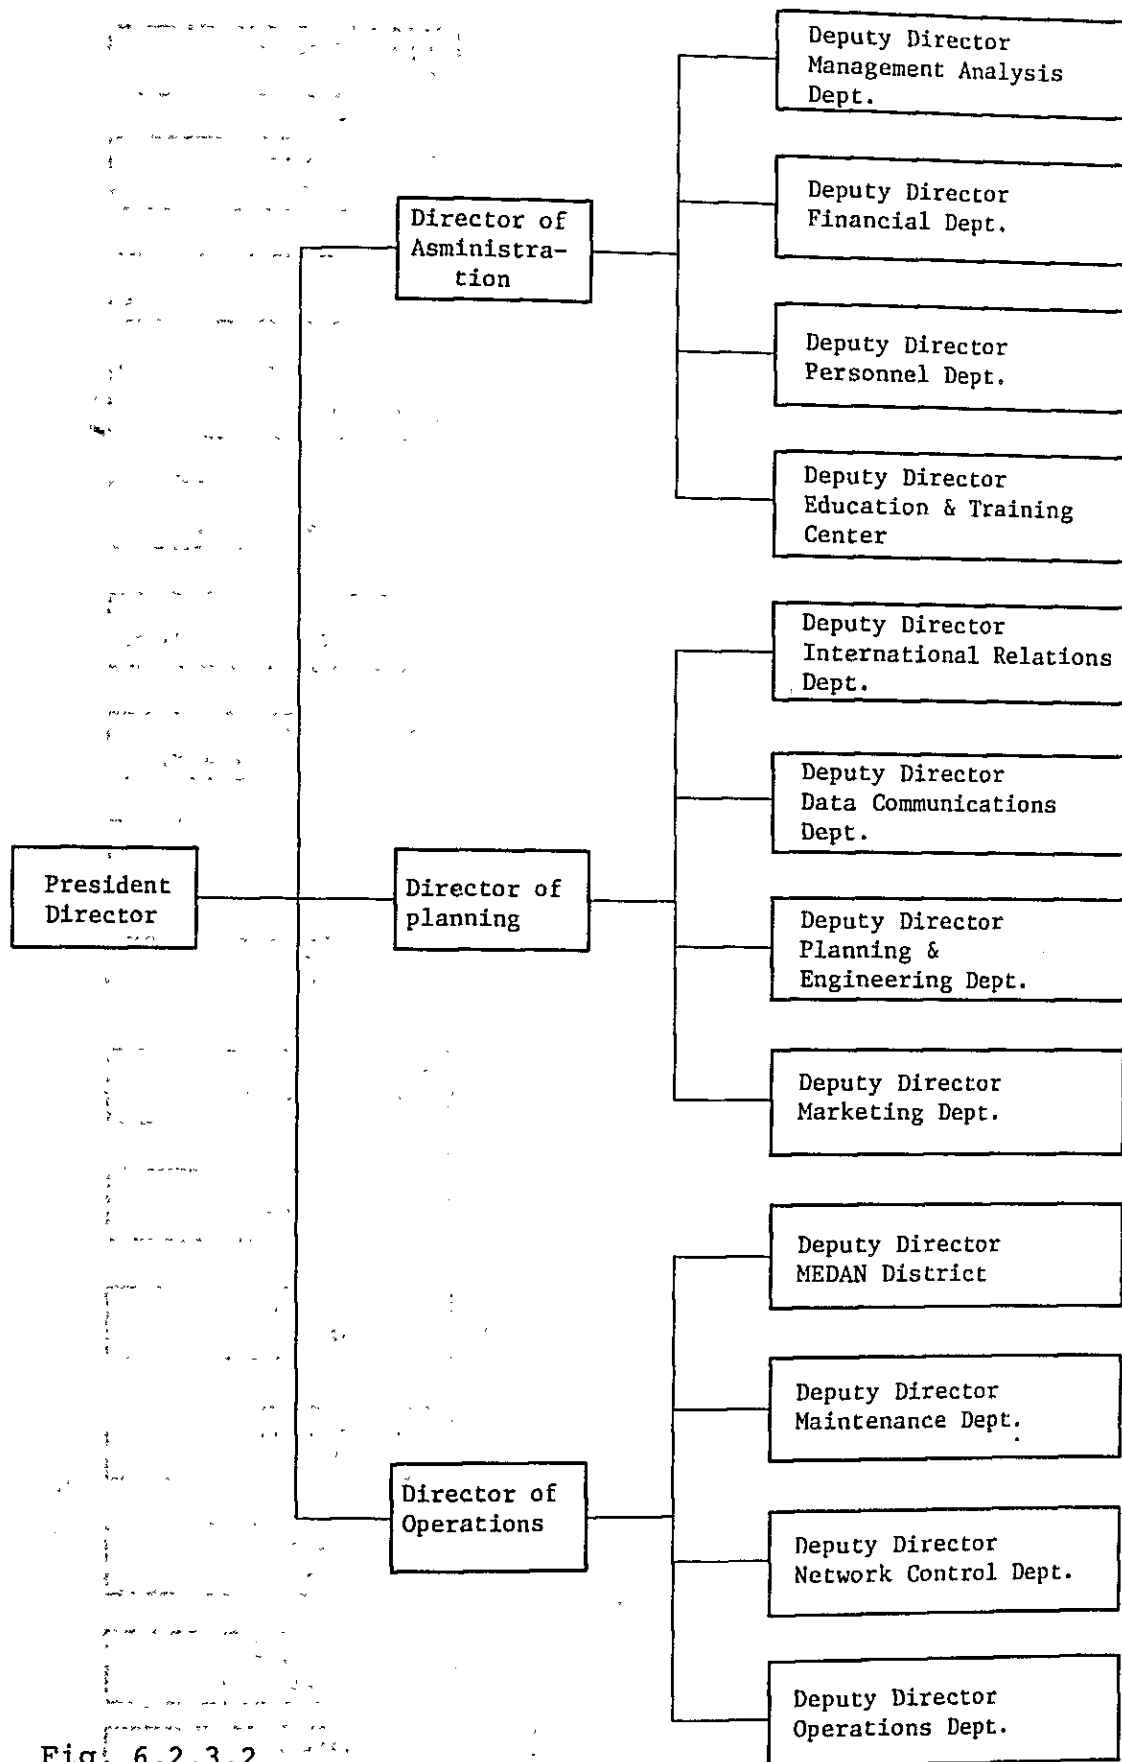 Deputy Director
Management Analysis
Dept.
Deputy Director
Financial Dept.
Director of
Asministra-
tion
Deputy Director
Personnel Dept.
Deputy Director
Education & Training
Center
Deputy Director
International Relations
Dept.
Deputy Director
Data Communications
Dept.
President
Director
Director of
planning
Deputy Director
Planning &
Engineering Dept.
Deputy Director
Marketing Dept.
Deputy Director
MEDAN District
Deputy Director
Maintenance Dept.
Director of
Operations
Deputy Director
Network Control Dept.
Deputy Director
Operations Dept.
Fig. 6.2.3.2